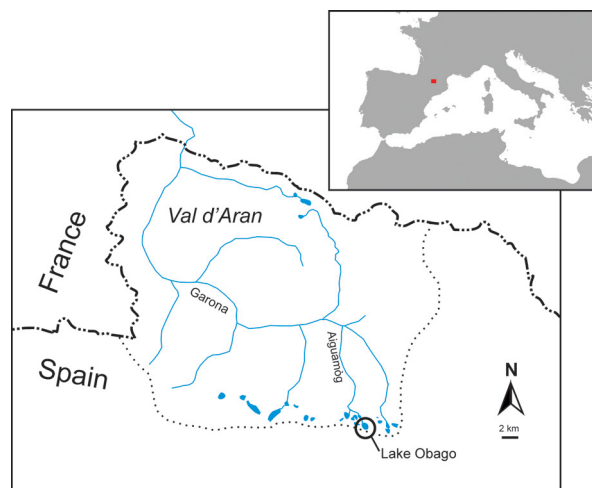 Val d'Aran
France
Garona
Aiguamòg
Spain
N
2 km
Lake Obago